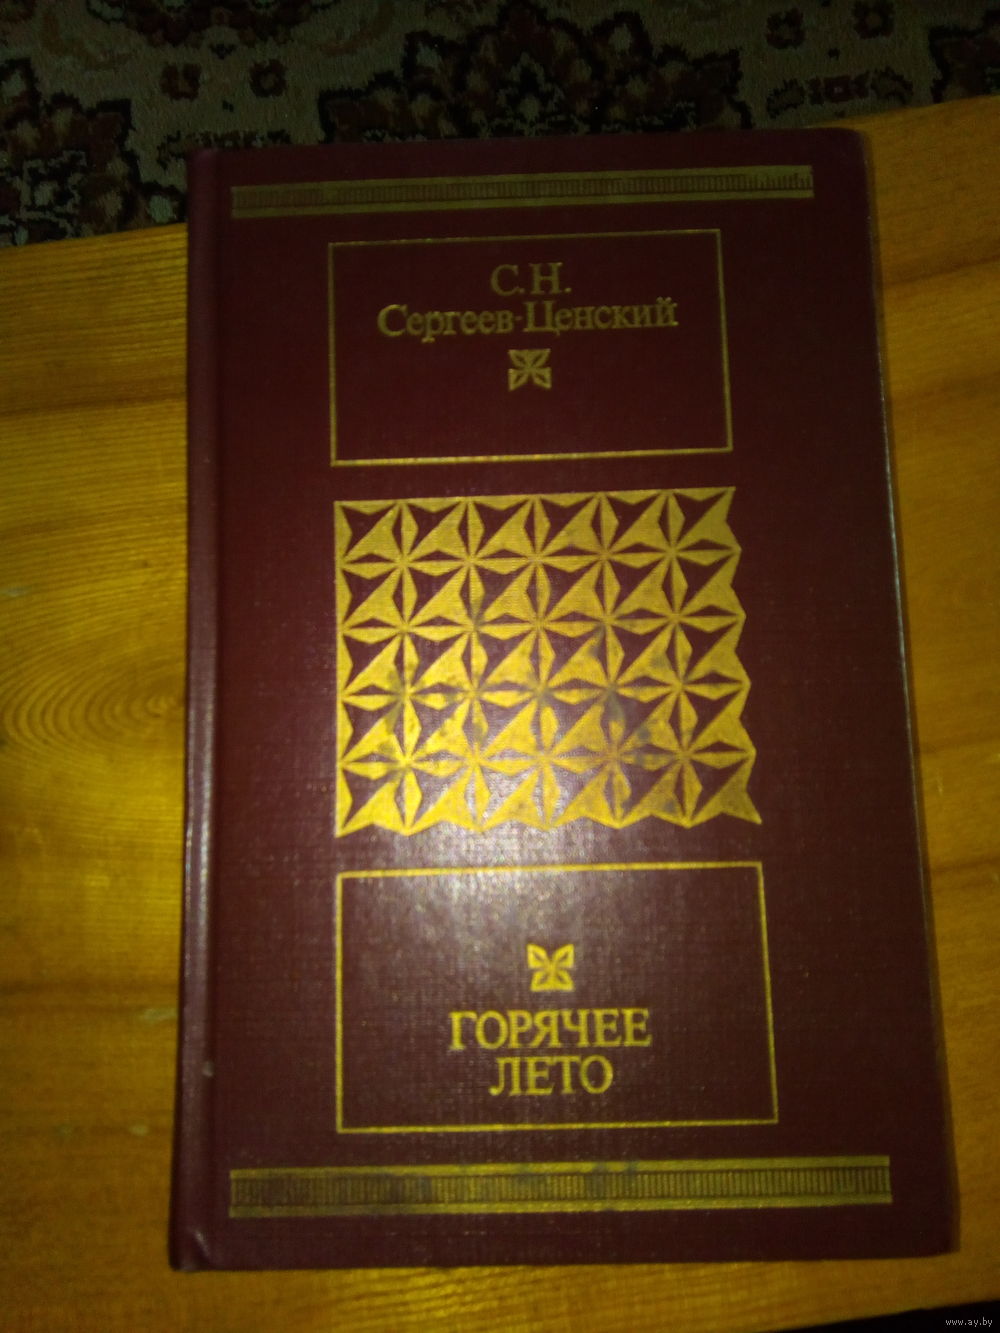 С. Н.
Сергеев-Ценский
ГОРЯЧЕЕ
ЛЕТО
www.ay.by